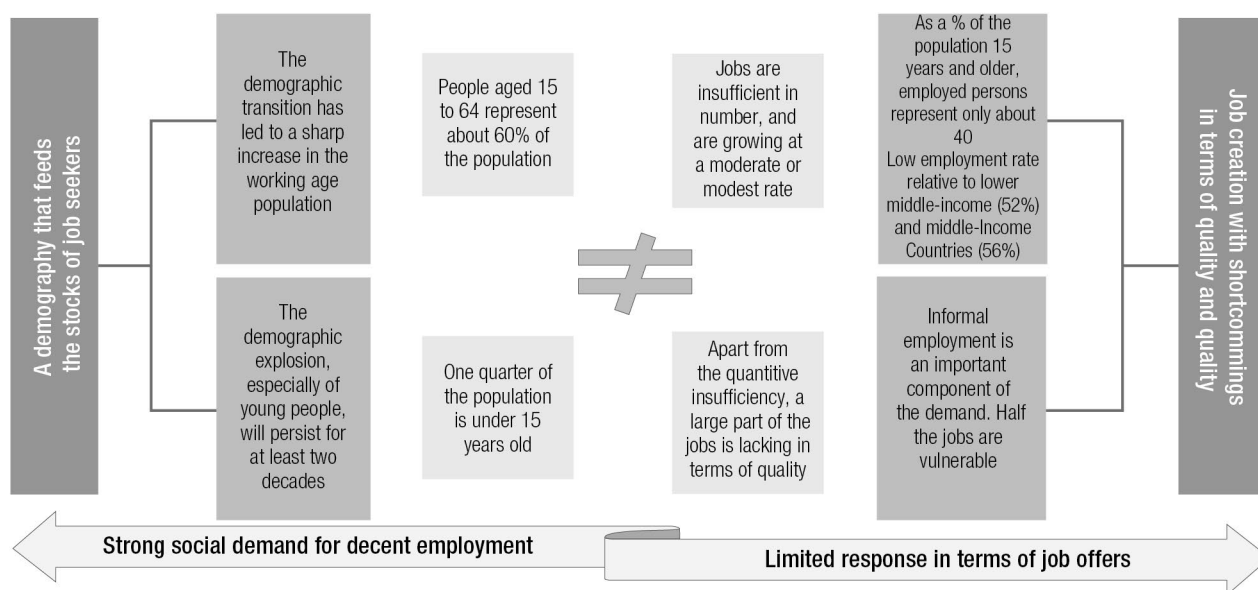 A demography that feeds
the stocks of job seekers
The
demographic
transition has
led to a sharp
increase in the
working age
population
The
demographic
explosion,
especially of
young people,
will persist for
at least two
decades
People aged 15
to 64 represent
about 60% of
the population
One quarter of
the population
is under 15
years old
Jobs are
insufficient in
number, and
are growing at
a moderate or
modest rate
Apart from
the quantitive
insufficiency, a
large part of the
jobs is lacking in
terms of quality
As a % of the
population 15
years and older,
employed persons
represent only about
40
Low employment rate
relative to lower
middle-income (52%)
and middle-Income
Countries (56%)
Informal
employment is
an important
component of
the demand. Half
the jobs are
vulnerable
Job creation with shortcommings
in terms of quality and quality
Strong social demand for decent employment
Limited response in terms of job offers